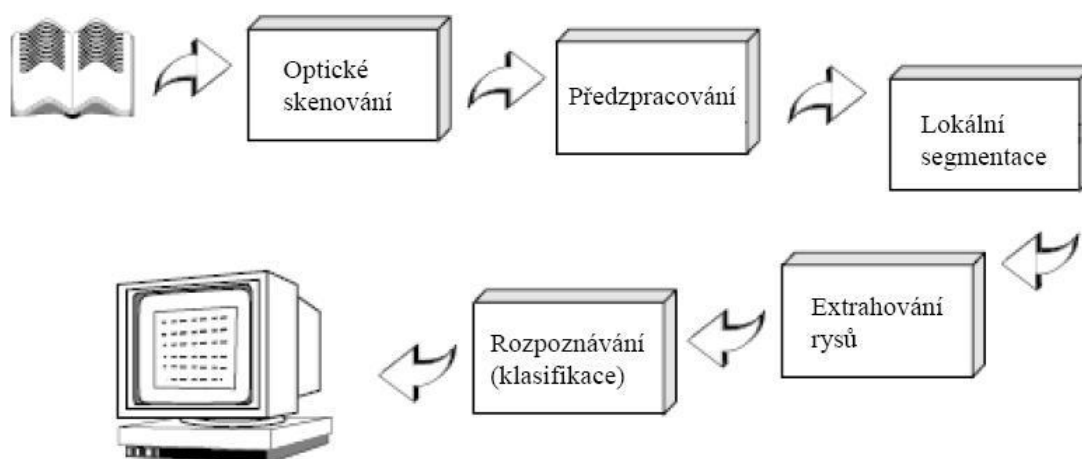 Optické
skenování
Předzpracování
Lokální
segmentace
Extrahování
rysů
Rozpoznávání
(klasifikace)